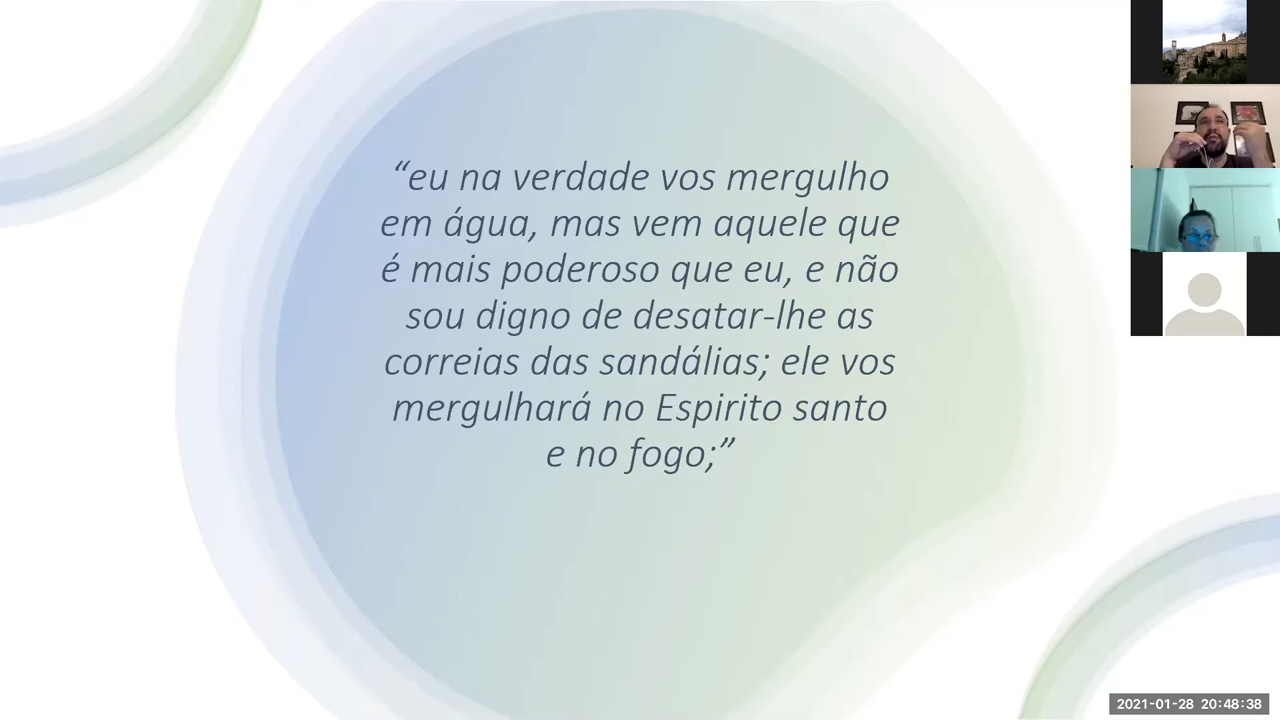 “eu na verdade vos mergulho
em água, mas vem aquele que
é mais poderoso que eu, e não
sou digno de desatar-lhe as
correias das sandálias; ele vos
mergulhará no Espirito santo
e no fogo;”
2021-01-28 20:48:38